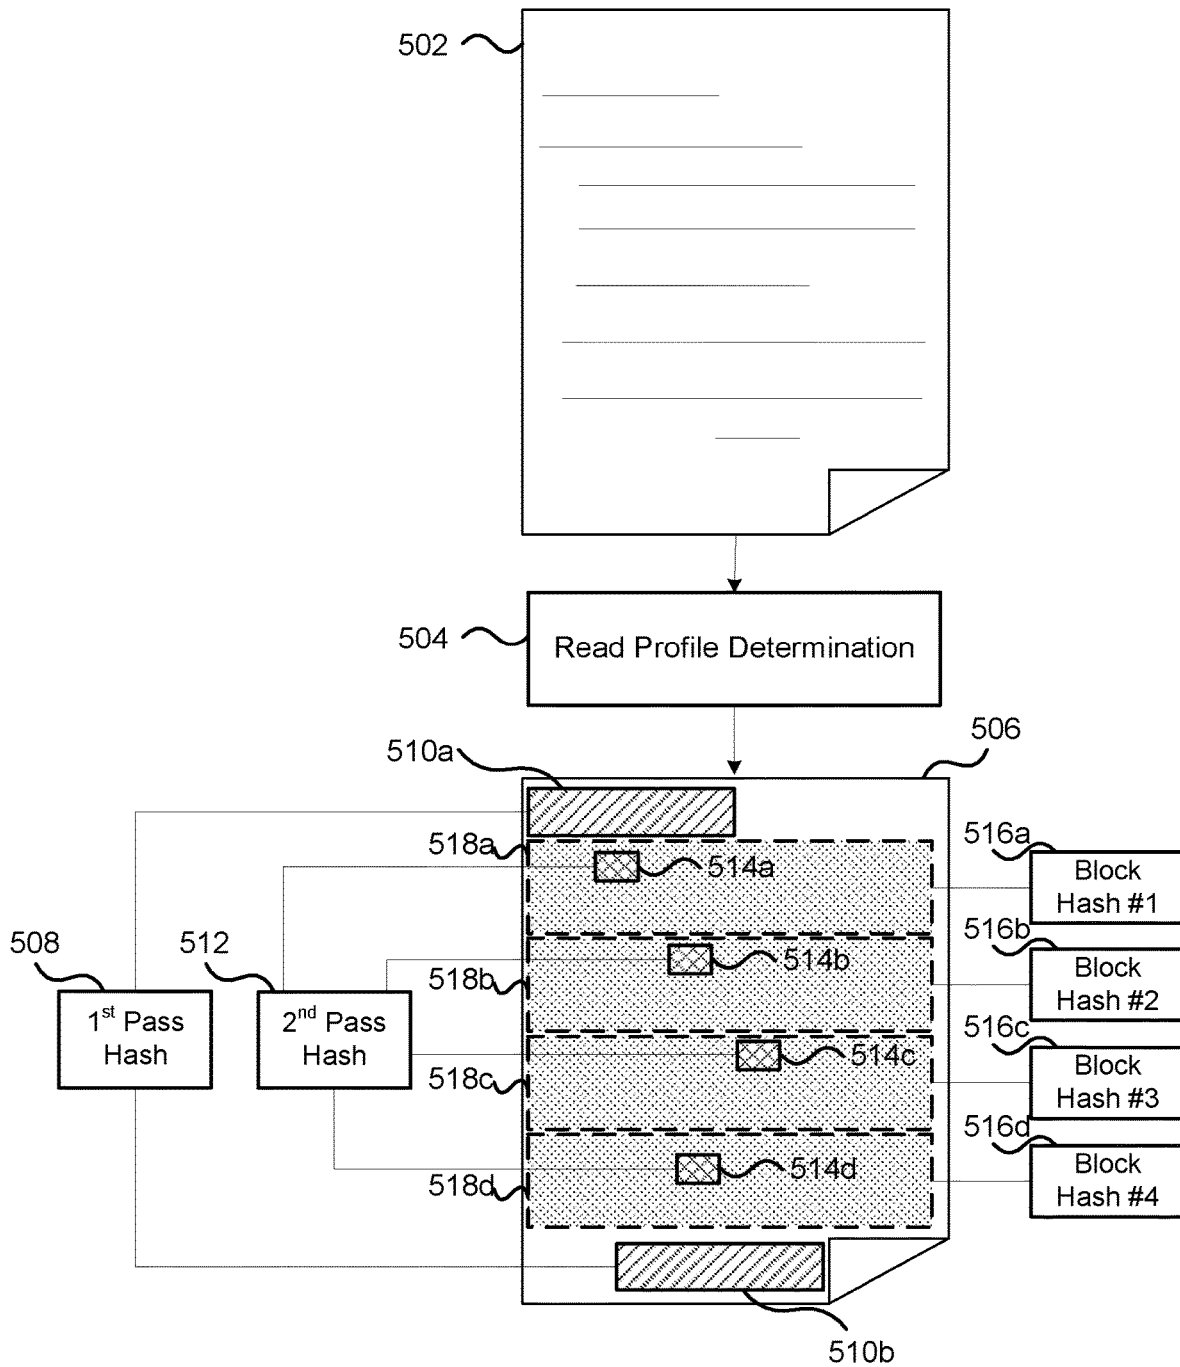 502
504
Read Profile Determination
506
510a
518a
514a
516a
Block
Hash #1
508
512
518b
514b
516b
Block
Hash #2
1st Pass
Hash
2nd Pass
Hash
518c
514c
516c
Block
Hash #3
518d
514d
516d
Block
Hash #4
510b